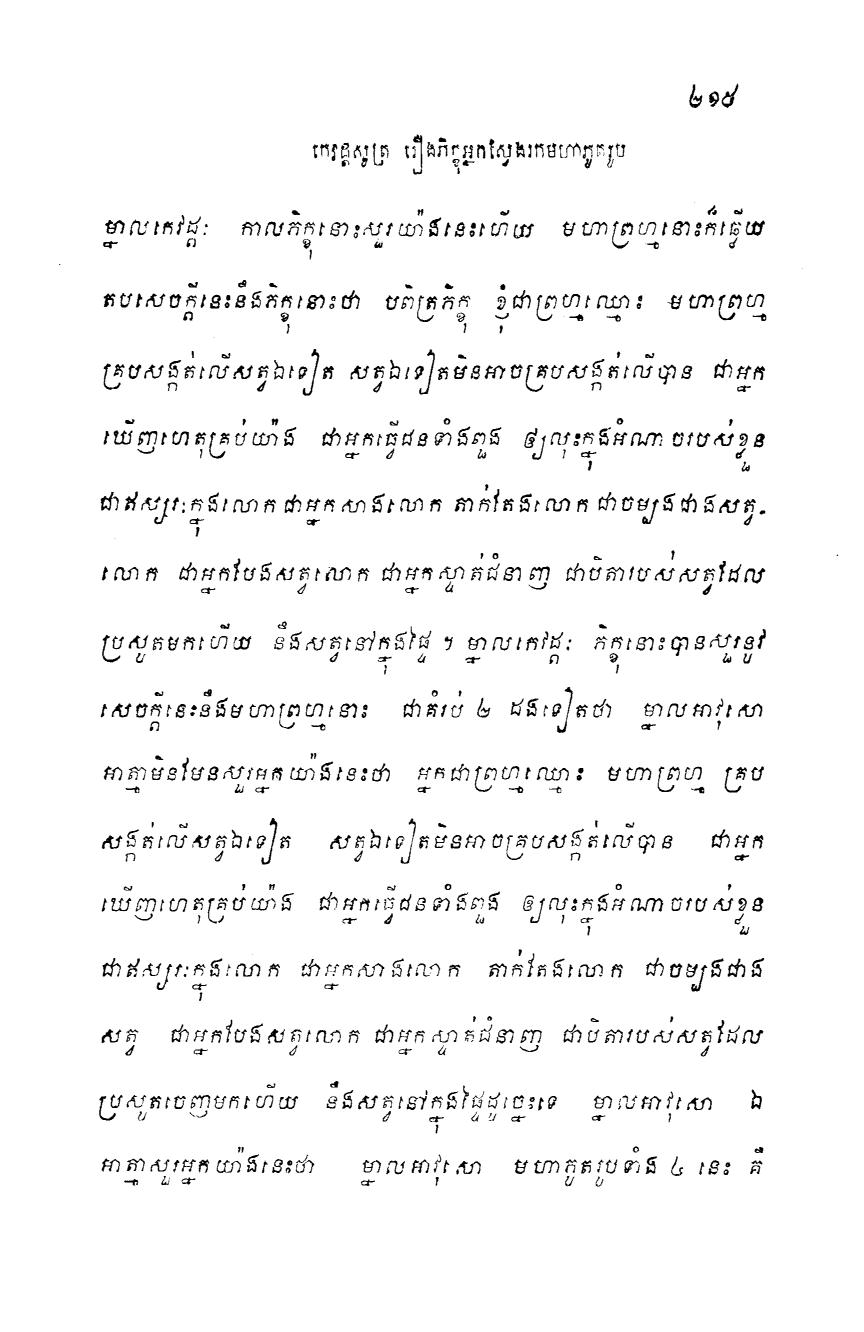 ២១៥
កេវដ្ដសូត្រ រឿងភិក្ខុអ្នកស្វែងរកមហាភូតរូប
ម្នាលកេវដ្ដៈ កាលភិក្ខុនោះសួរយ៉ាងនេះហើយ មហាព្រហ្មនោះក៏ឆ្លើយ
តបសេចក្ដីនេះនឹងភិក្ខុនោះថា បពិត្រភិក្ខុ ខ្ញុំជាព្រហ្មឈ្មោះ មហាព្រហ្ម
គ្របសង្កត់លើសត្វឯទៀត សត្វឯទៀតមិនអាចគ្របសង្កត់លើបាន ជាអ្នក
ឃើញហេតុគ្រប់យ៉ាង ជាអ្នកធ្វើជនទាំងពួង ឲ្យលុះក្នុងអំណាចរបស់ខ្លួន
ជាឥស្សរៈក្នុងលោក ជាអ្នកសាងលោក តាក់តែងលោក ជាចម្បងជាងសត្វ
លោក ជាអ្នកបែងសត្វលោក ជាអ្នកស្ទាត់ជំនាញ ជាបិតារបស់សត្វដែល
ប្រសូតមកហើយ នឹងសត្វនៅក្នុងផ្ទៃ ។ ម្នាលកេវដ្ដៈ ភិក្ខុនោះបានសួរនូវ
សេចក្ដីនេះនឹងមហាព្រហ្មនោះ ជាគំរប់ ២ ដងទៀតថា ម្នាលអាវុសោ
អាត្មាមិនមែនសួរអ្នកយ៉ាងនេះថា អ្នកជាព្រហ្មឈ្មោះ មហាព្រហ្ម គ្រប
សង្កត់លើសត្វឯទៀត សត្វឯទៀតមិនអាចគ្របសង្កត់លើបាន ជាអ្នក
ឃើញហេតុគ្រប់យ៉ាង ជាអ្នកធ្វើជនទាំងពួង ឲ្យលុះក្នុងអំណាចរបស់ខ្លួន
ជាឥស្សរៈក្នុងលោក ជាអ្នកសាងលោក តាក់តែងលោក ជាចម្បងជាង
សត្វ ជាអ្នកបែងសត្វលោក ជាអ្នកស្ទាត់ជំនាញ ជាបិតារបស់សត្វដែល
ប្រសូតចេញមកហើយ នឹងសត្វនៅក្នុងផ្ទៃដូច្នេះទេ ម្នាលអាវុសោ ឯ
អាត្មាសួរអ្នកយ៉ាងនេះថា ម្នាលអាវុសោ មហាភូតរូបទាំង ៤ នេះ គឺ